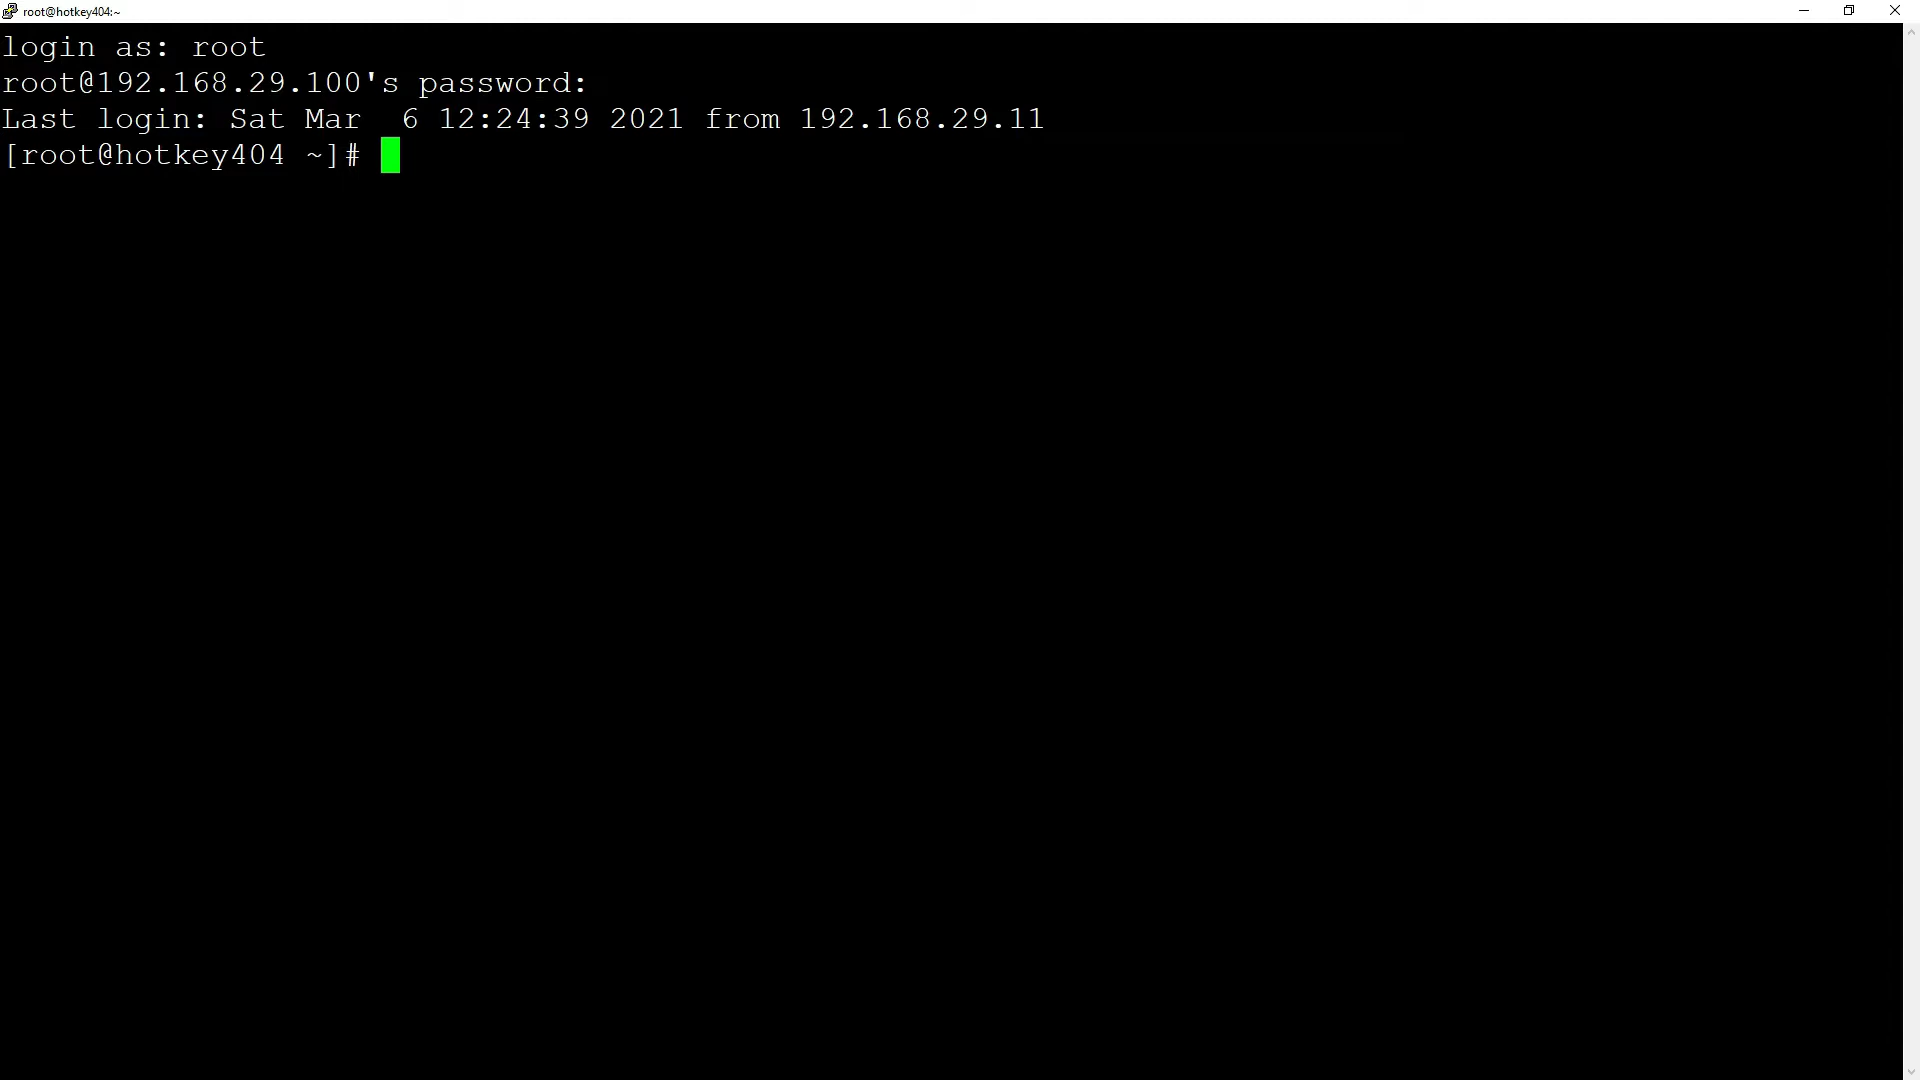 root@hotkey404:~
login as: root
root@192.168.29.100's password:
Last login: Sat Mar  6 12:24:39 2021 from 192.168.29.11
[root@hotkey404 ~]#